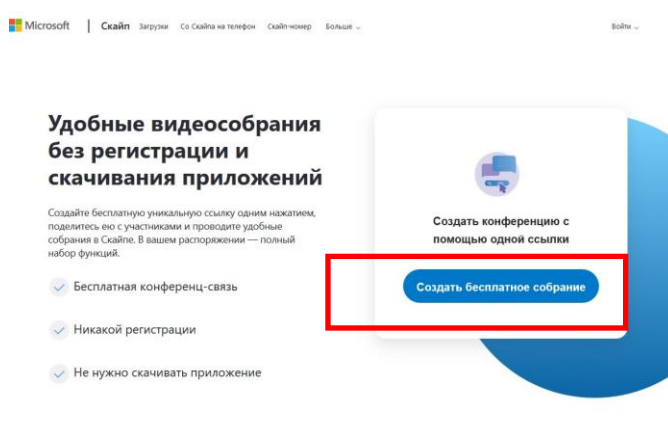 Microsoft | Скайп Загрузки Со Скайпа на телефон Скайп-номер Больше Войти
Удобные видеособрания
без регистрации и
скачивания приложений
Создайте бесплатную уникальную ссылку одним нажатием,
поделитесь ею с участниками и проводите удобные
собрания в Скайпе. В вашем распоряжении — полный
набор функций.
Бесплатная конференц-связь
Никакой регистрации
Не нужно скачивать приложение
Создать конференцию с
помощью одной ссылки
Создать бесплатное собрание